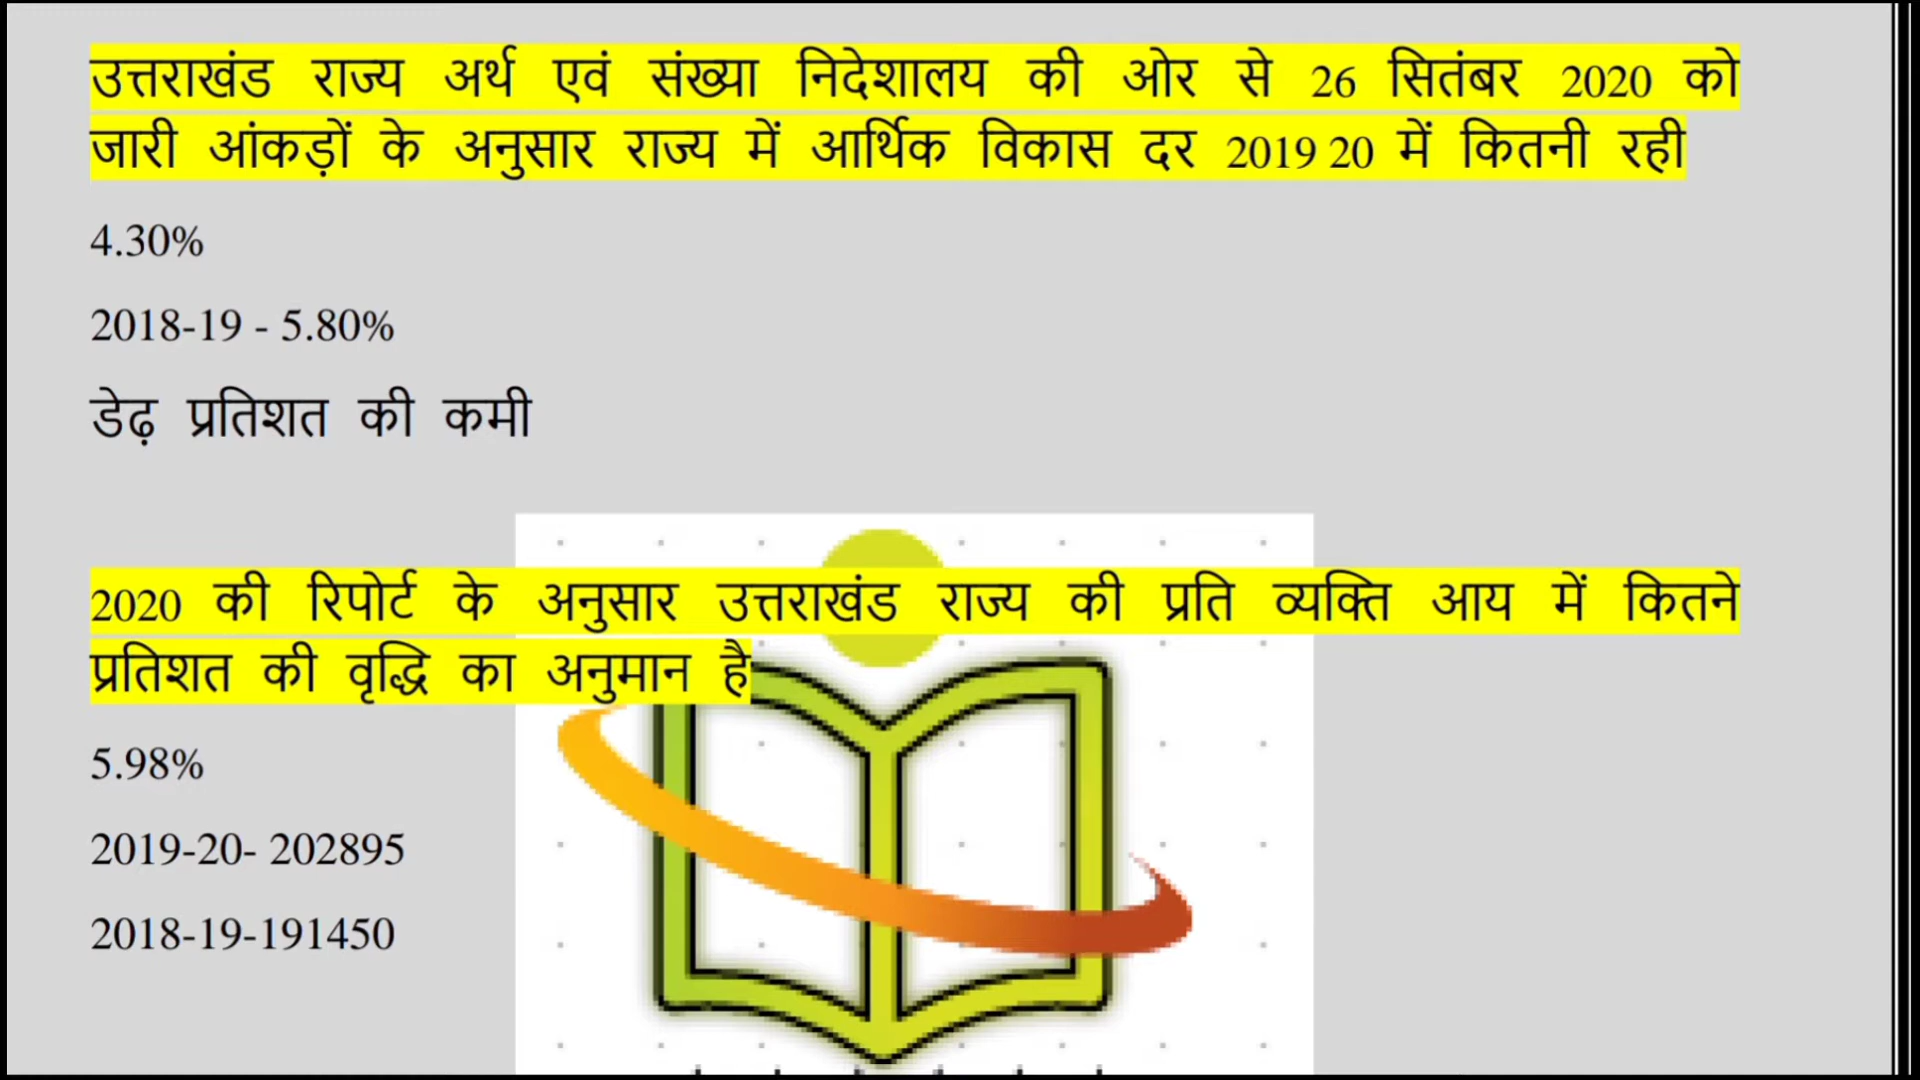 उत्तराखंड राज्य अर्थ एवं संख्या निदेशालय की ओर से 26 सितंबर 2020 को
जारी आंकड़ों के अनुसार राज्य में आर्थिक विकास दर 2019 20 में कितनी रही
4.30%
2018-19 - 5.80%
डेढ़ प्रतिशत की कमी
2020 की रिपोर्ट के अनुसार उत्तराखंड राज्य की प्रति व्यक्ति आय में कितने
प्रतिशत की वृद्धि का अनुमान है
5.98%
2019-20- 202895
2018-19-191450